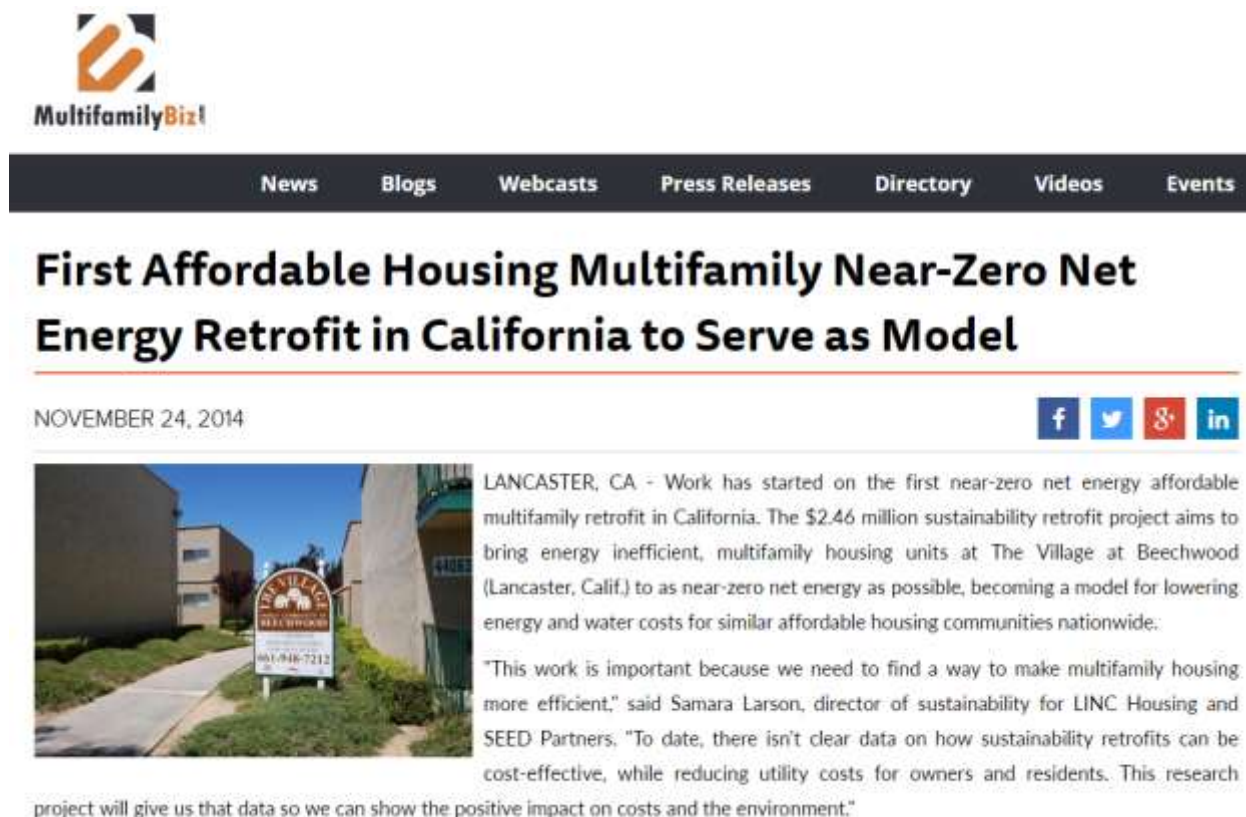 MultifamilyBiz
News Blogs Webcasts Press Releases Directory Videos Events
First Affordable Housing Multifamily Near-Zero Net
Energy Retrofit in California to Serve as Model
NOVEMBER 24, 2014
f 8+ in
LANCASTER, CA - Work has started on the first near-zero net energy affordable
multifamily retrofit in California. The $2.46 million sustainability retrofit project aims to
bring energy inefficient, multifamily housing units at The Village at Beechwood
(Lancaster, Calif.) to as near-zero net energy as possible, becoming a model for lowering
energy and water costs for similar affordable housing communities nationwide.
THE VILLAGE
BEECHWOOD
661-948-7212
"This work is important because we need to find a way to make multifamily housing
more efficient," said Samara Larson, director of sustainability for LINC Housing and
SEED Partners. "To date, there isn't clear data on how sustainability retrofits can be
cost-effective, while reducing utility costs for owners and residents. This research
project will give us that data so we can show the positive impact on costs and the environment."